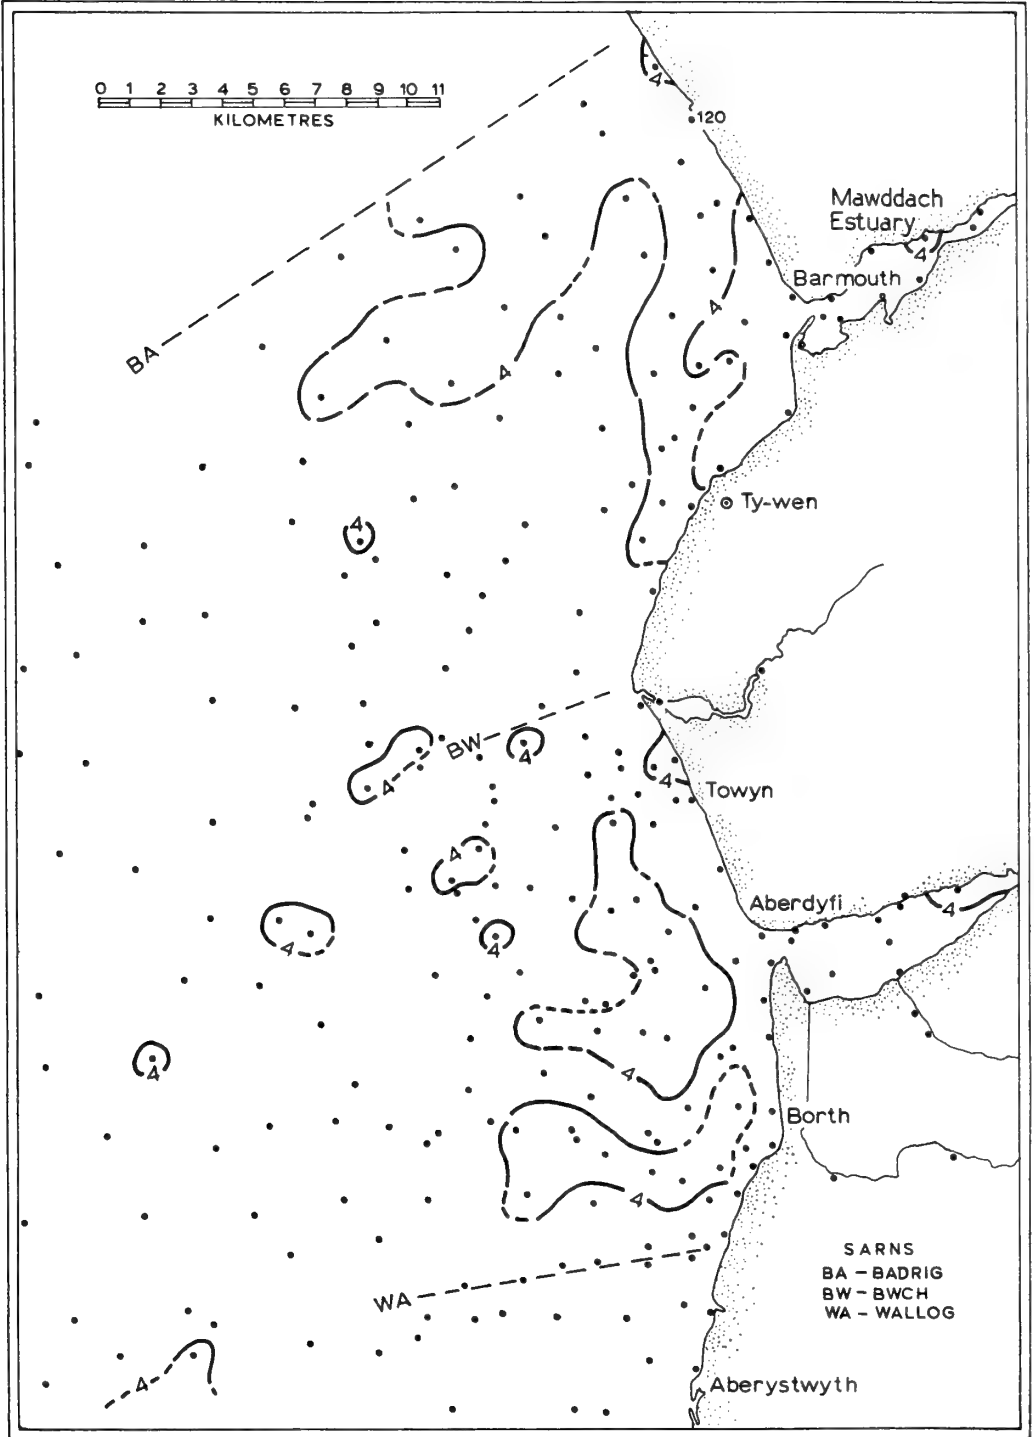 0 1 2 3 4 5 6 7 8 9 10 11
KILOMETRES
4
120
Mawddach
Estuary
4
Barmouth
4
BA
4
Ty-wen
4
BW
4
4
4
Towyn
4
Aberdyfi
4
4
4
4
4
Borth
4
SARNS
BA – BADRIG
BW – BWCH
WA – WALLOG
WA
4
Aberystwyth